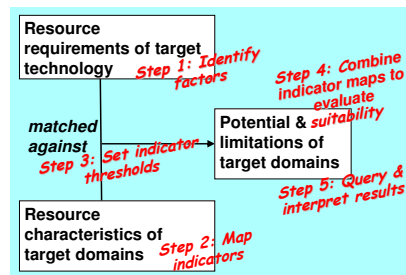 Resource
requirements of target
technology
Step 1: Identify
factors
Step 4: Combine
indicator maps to
evaluate
suitability
matched
against
Step 3: Set indicator
thresholds
Potential &
limitations of
target domains
Step 5: Query &
interpret results
Resource
characteristics of
target domains
Step 2: Map
indicators